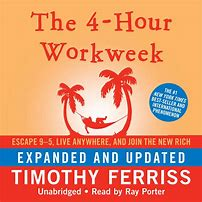 The 4-Hour
Workweek
THE #1
NEW YORK TIMES
BEST-SELLER AND
INTERNATIONAL
PHENOMENON
ESCAPE 9–5, LIVE ANYWHERE, AND JOIN THE NEW RICH
EXPANDED AND UPDATED
TIMOTHY FERRISS
Unabridged • Read by Ray Porter